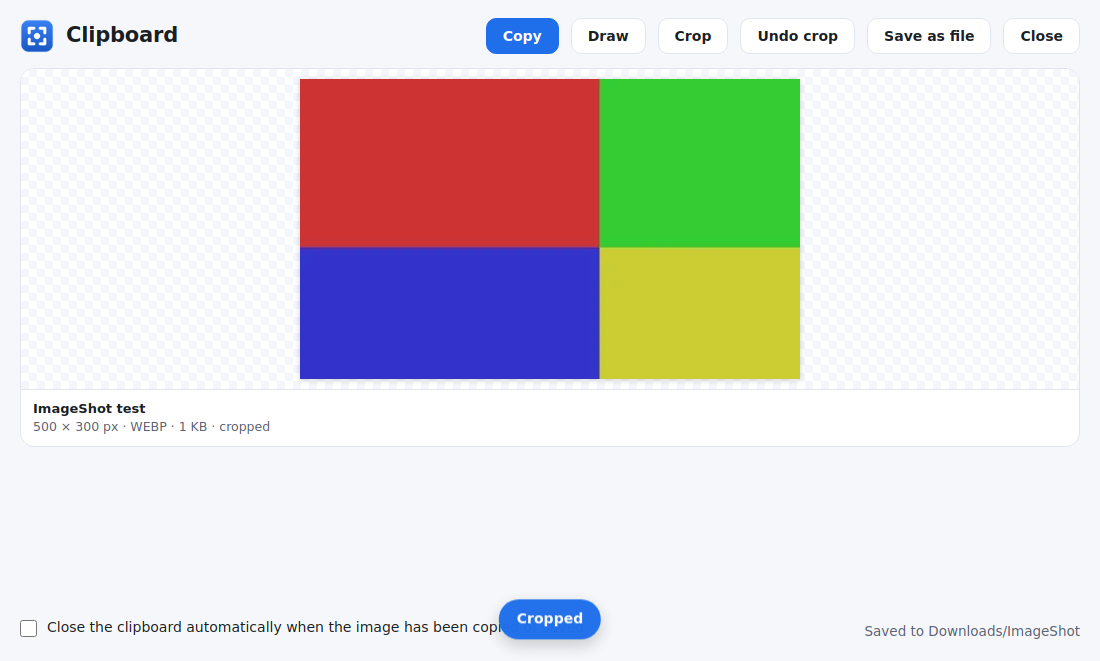 Clipboard
Copy
Draw
Crop
Undo crop
Save as file
Close
ImageShot test
500 × 300 px · WEBP · 1 KB · cropped
Close the clipboard automatically when the image has been
Cropped
Saved to Downloads/ImageShot